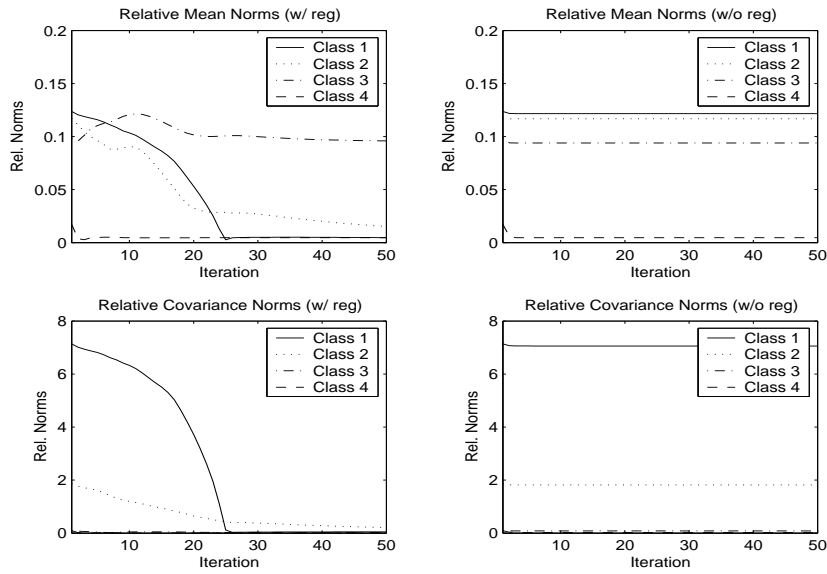 Relative Mean Norms (w/ reg)
0.2
0.15
0.1
0.05
0
Rel. Norms
10
20
30
40
50
Iteration
Class 1
Class 2
Class 3
Class 4
Relative Mean Norms (w/o reg)
0.2
0.15
0.1
0.05
0
Rel. Norms
10
20
30
40
50
Iteration
Class 1
Class 2
Class 3
Class 4
Relative Covariance Norms (w/ reg)
8
6
4
2
0
Rel. Norms
10
20
30
40
50
Iteration
Class 1
Class 2
Class 3
Class 4
Relative Covariance Norms (w/o reg)
8
6
4
2
0
Rel. Norms
10
20
30
40
50
Iteration
Class 1
Class 2
Class 3
Class 4